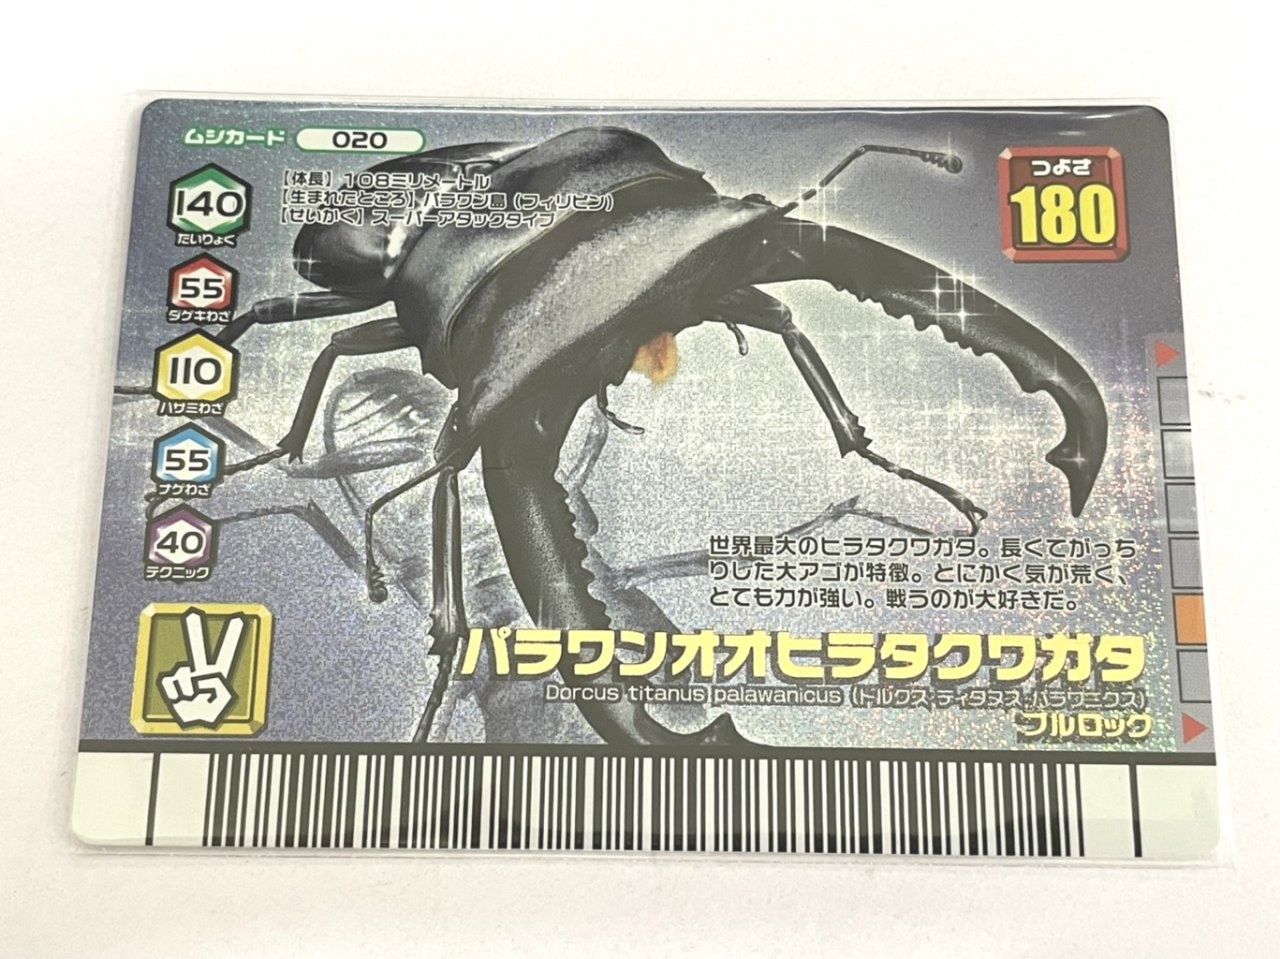 ムシカード 020
【体長】108ミリメートル
【生まれたところ】パラワン島（フィリピン）
【せいかく】スーパーアタックタイプ
つよさ
180
140
たいりょく
55
ダゲキわざ
110
ハサミわざ
55
ナゲわざ
40
テクニック
世界最大のヒラタクワガタ。長くてがっち
りした大アゴが特徴。とにかく気が荒く、
とても力が強い。戦うのが大好きだ。
パラワンオオヒラタクワガタ
Dorcus titanus palawanicus（ドルクス・ティタヌス・パラワニクス）
ブルロック